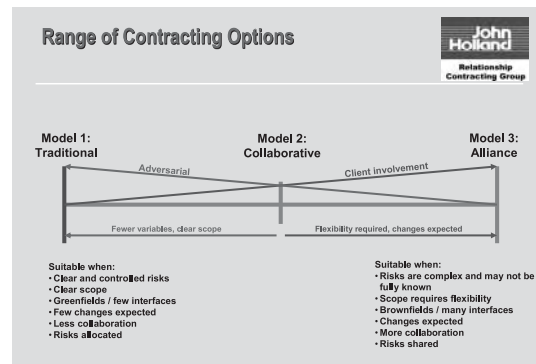 Range of Contracting Options
John
Holland
Relationship
Contracting Group
Model 1:
Traditional
Model 2:
Collaborative
Model 3:
Alliance
Adversarial
Client involvement
Fewer variables, clear scope
Flexibility required, changes expected
Suitable when:
• Clear and controlled risks
• Clear scope
• Greenfields / few interfaces
• Few changes expected
• Less collaboration
• Risks allocated
Suitable when:
• Risks are complex and may not be
fully known
• Scope requires flexibility
• Brownfields / many interfaces
• Changes expected
• More collaboration
• Risks shared